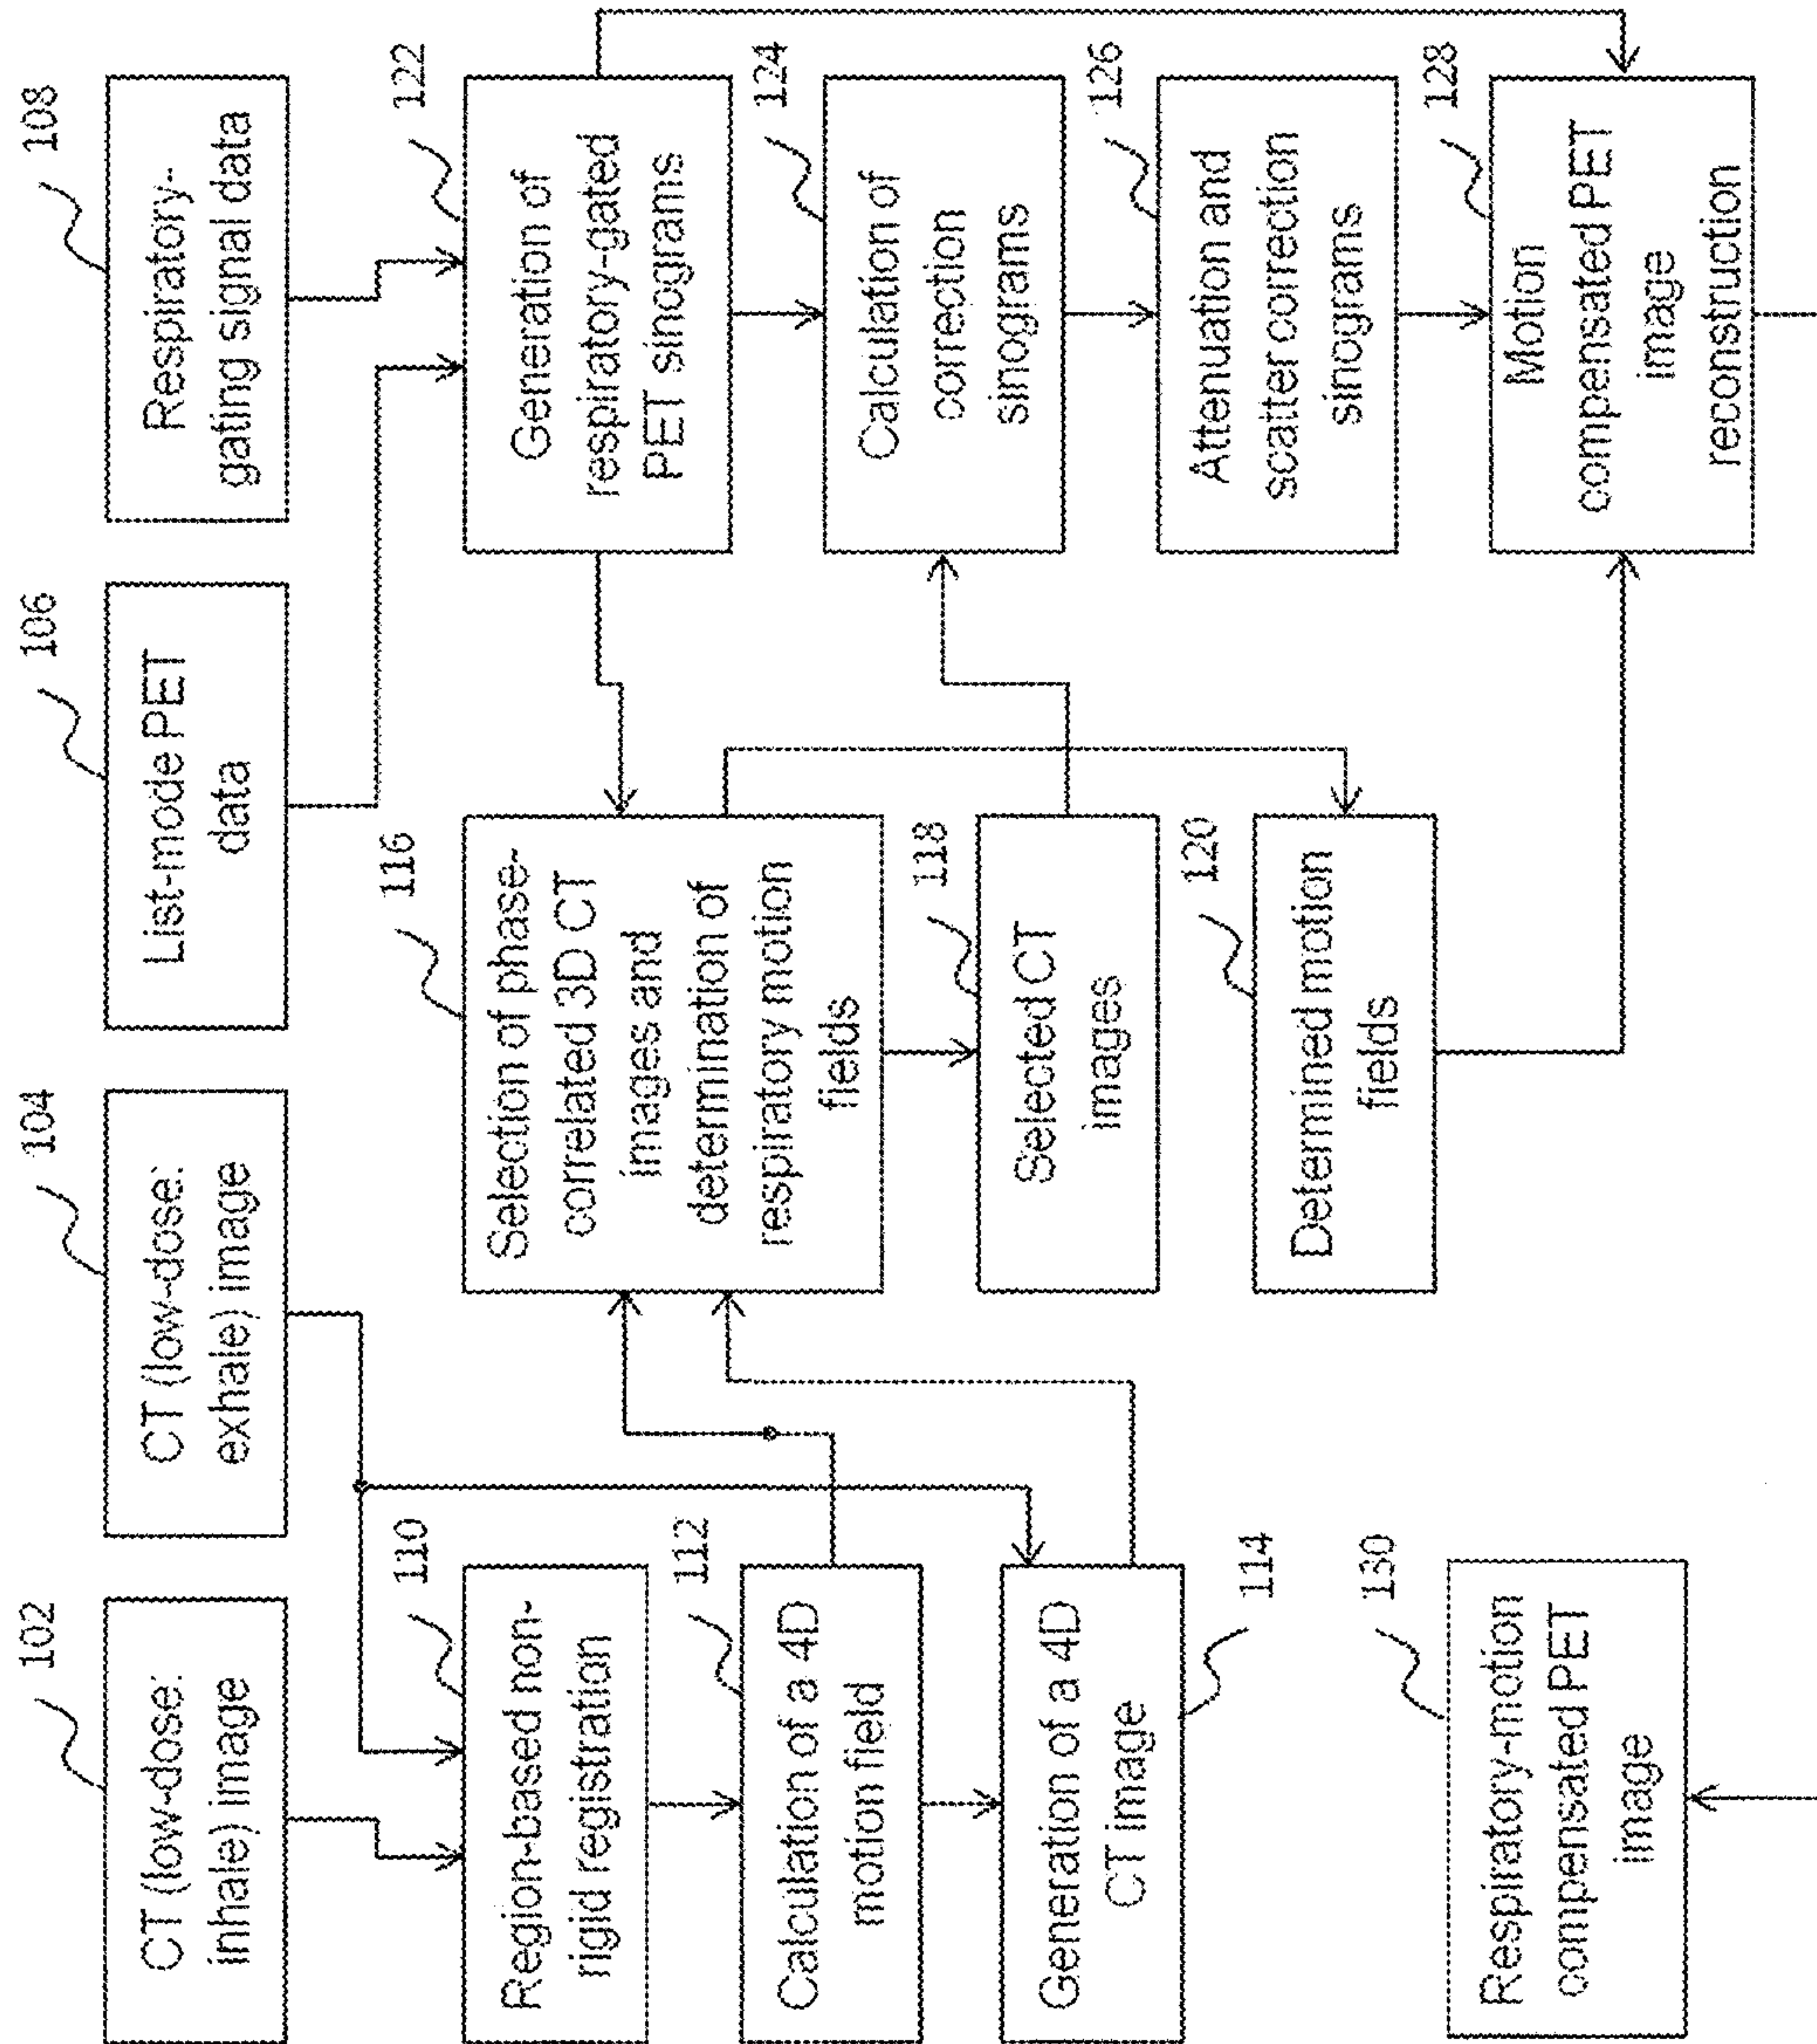 102
CT (low-dose:
inhale) image
104
CT (low-dose:
exhale) image
106
List-mode PET
data
108
Respiratory-
gating signal data
110
Region-based non-
rigid registration
112
Calculation of a 4D
motion field
114
Generation of a 4D
CT image
116
Selection of phase-
correlated 3D CT
images and
determination of
respiratory motion
fields
118
Selected CT
images
120
Determined motion
fields
122
Generation of
respiratory-gated
PET sinograms
124
Calculation of
correction
sinograms
126
Attenuation and
scatter correction
sinograms
128
Motion
compensated PET
image
reconstruction
130
Respiratory-motion
compensated PET
image